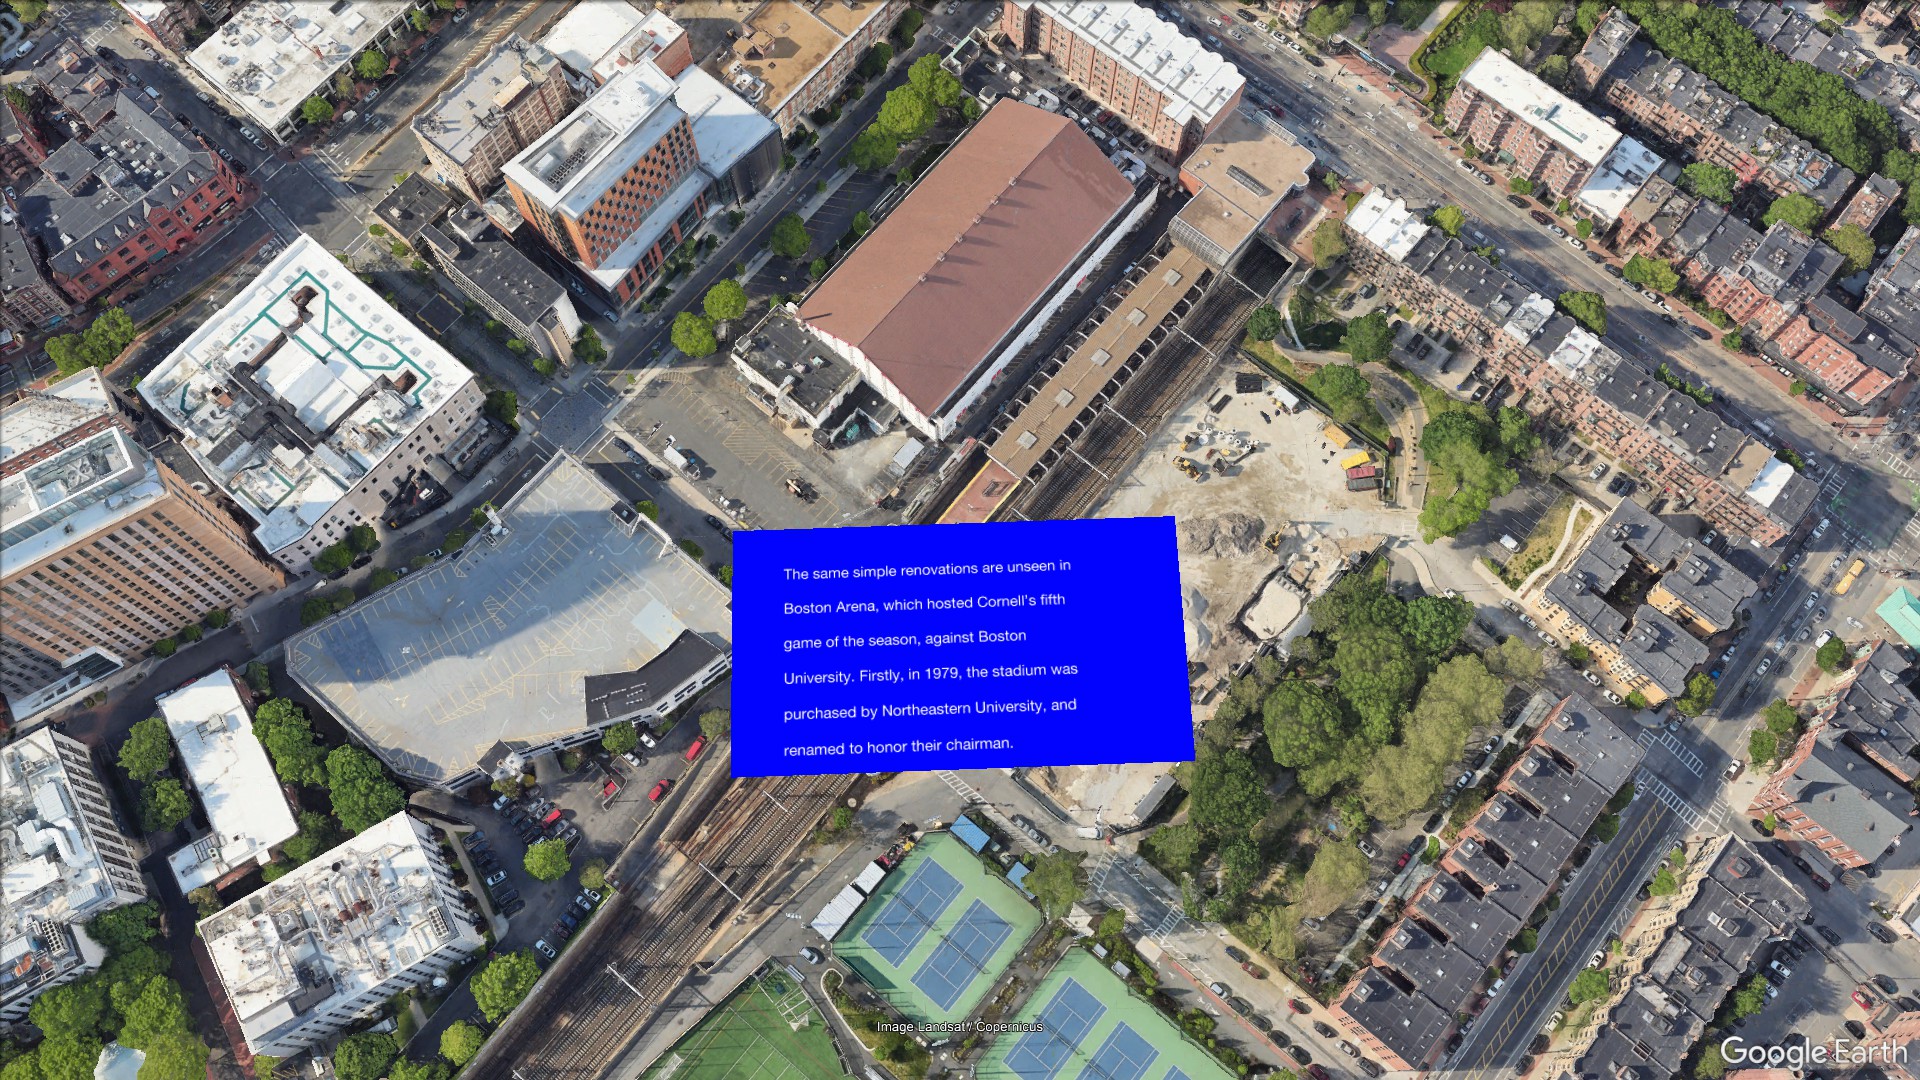 The same simple renovations are unseen in
Boston Arena, which hosted Cornell's fifth
game of the season, against Boston
University. Firstly, in 1979, the stadium was
purchased by Northeastern University, and
renamed to honor their chairman.
Image Landsat / Copernicus
Google Earth